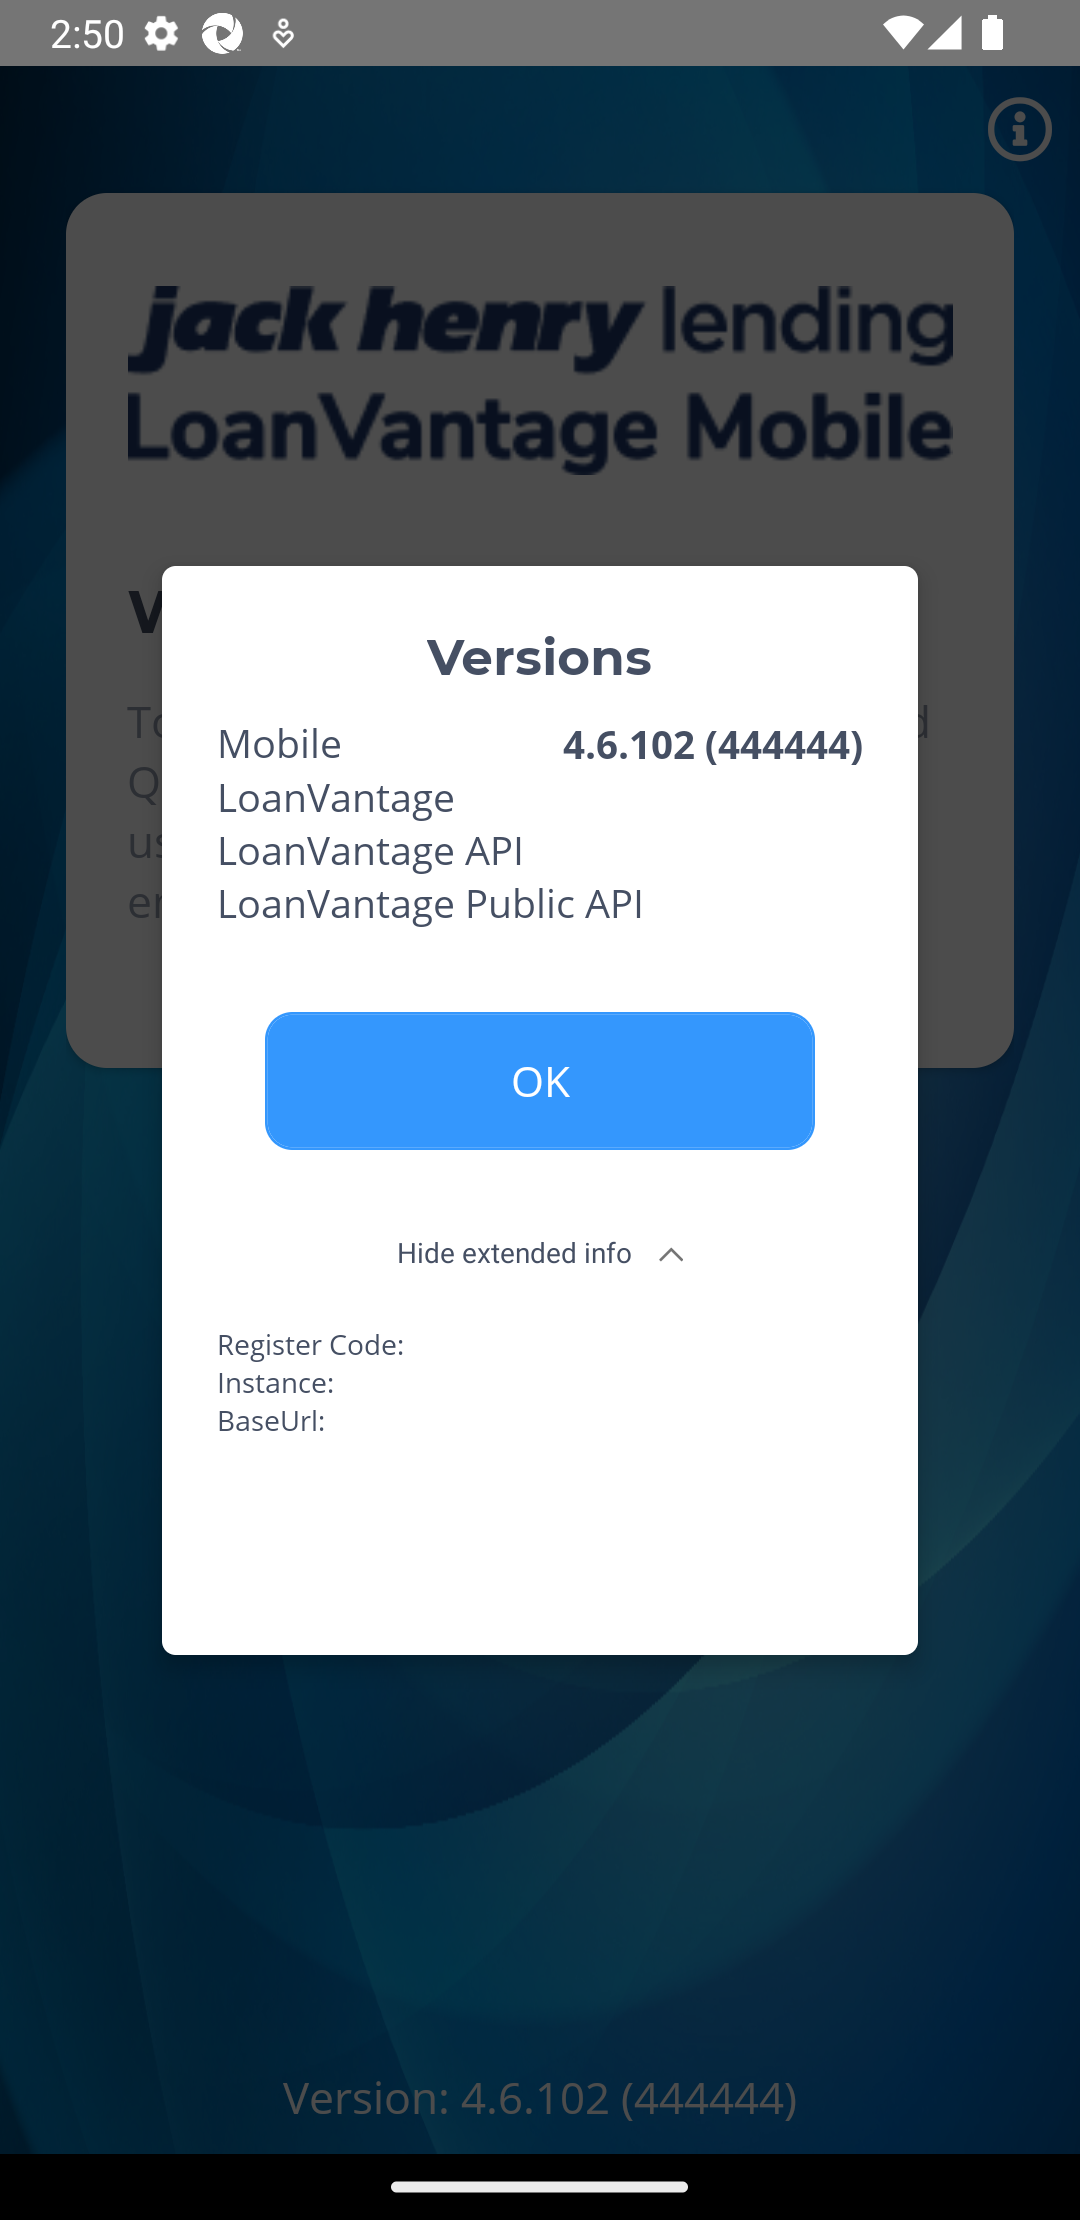 2:50
jack henry lending
LoanVantage Mobile
Versions
Mobile 4.6.102 (444444)
LoanVantage
LoanVantage API
LoanVantage Public API
OK
Hide extended info
Register Code:
Instance:
BaseUrl:
Version: 4.6.102 (444444)